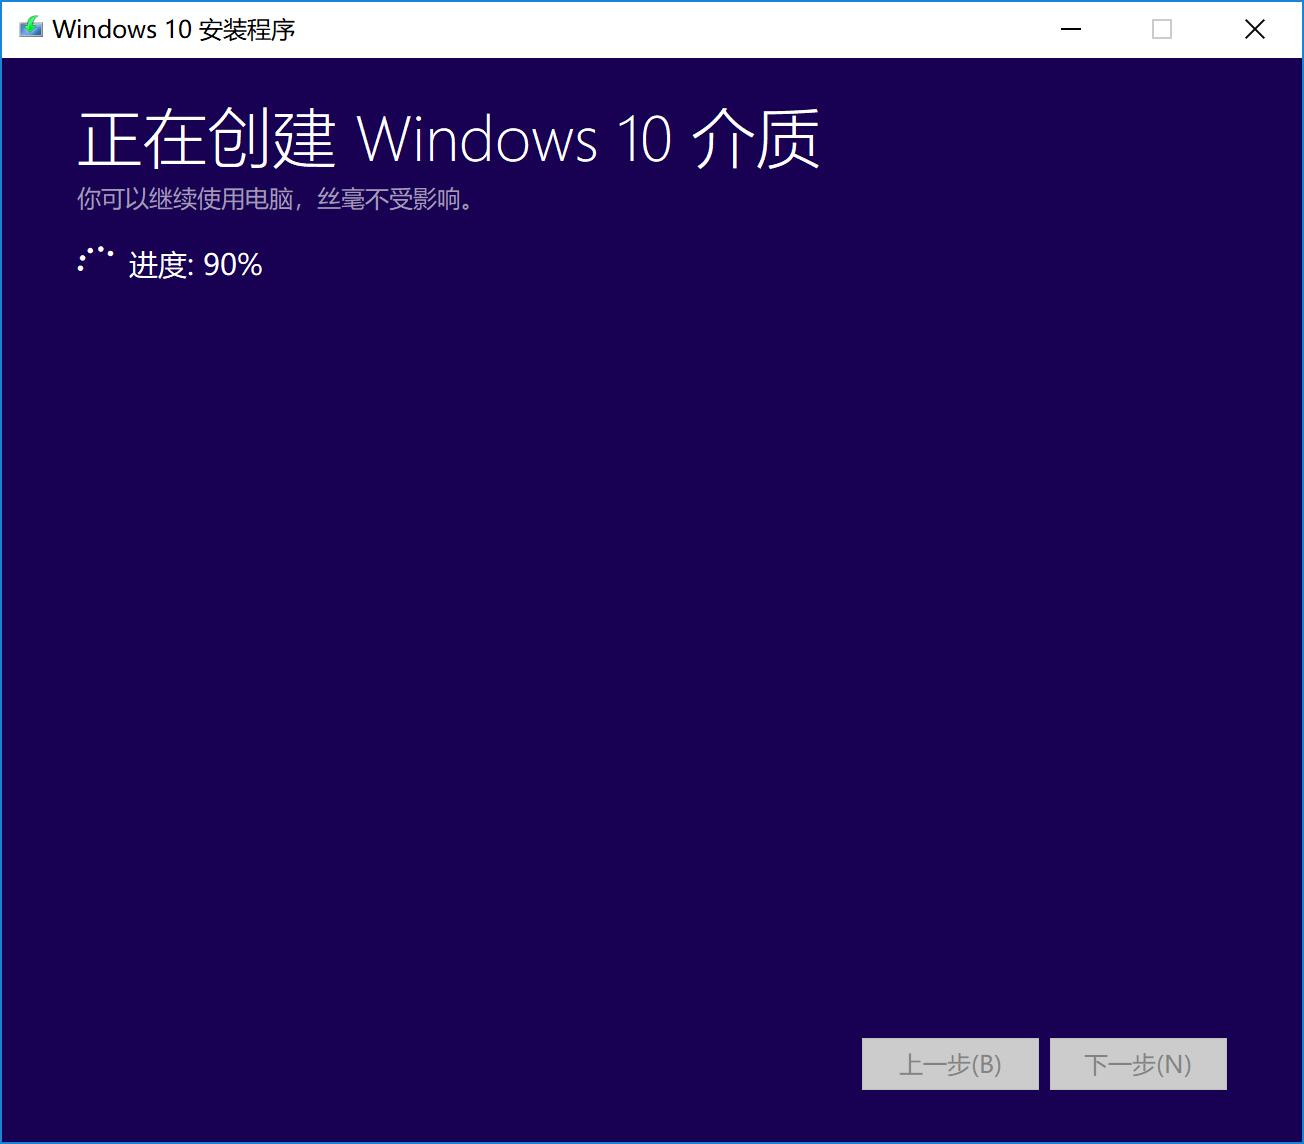 Windows 10 安装程序
正在创建 Windows 10 介质
你可以继续使用电脑，丝毫不受影响。
进度: 90%
上一步(B)
下一步(N)